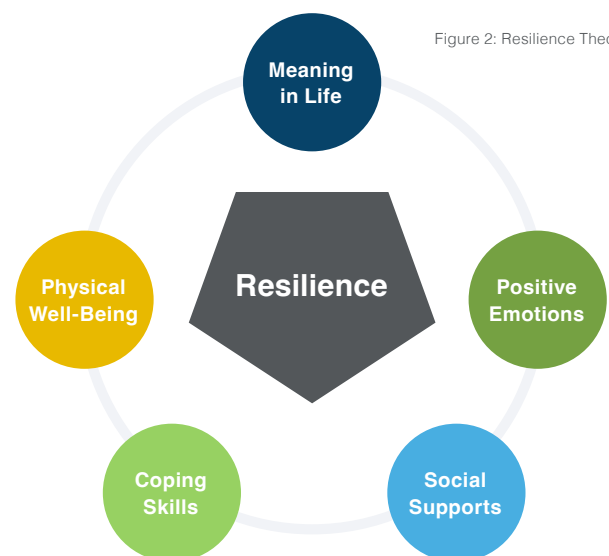 Figure 2: Resilience
Meaning
in Life
Resilience
Physical
Well-Being
Positive
Emotions
Coping
Skills
Social
Supports